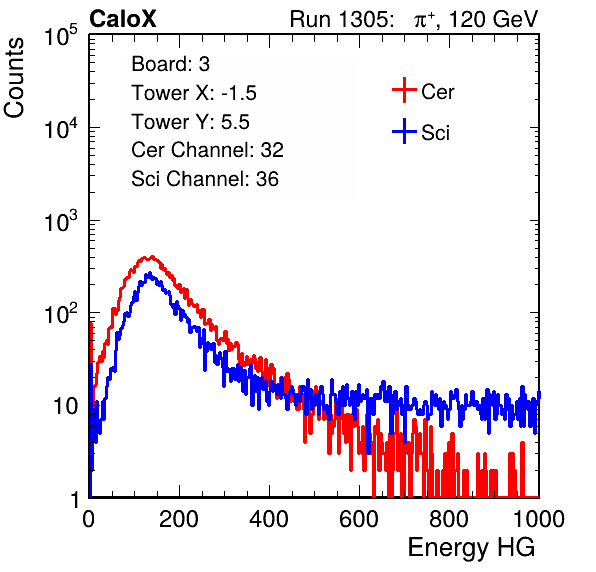 CaloX Run 1305: π⁺, 120 GeV
Counts
Board: 3
Tower X: -1.5
Tower Y: 5.5
Cer Channel: 32
Sci Channel: 36
Cer
Sci
10⁵
10⁴
10³
10²
10
1
0 200 400 600 800 1000
Energy HG